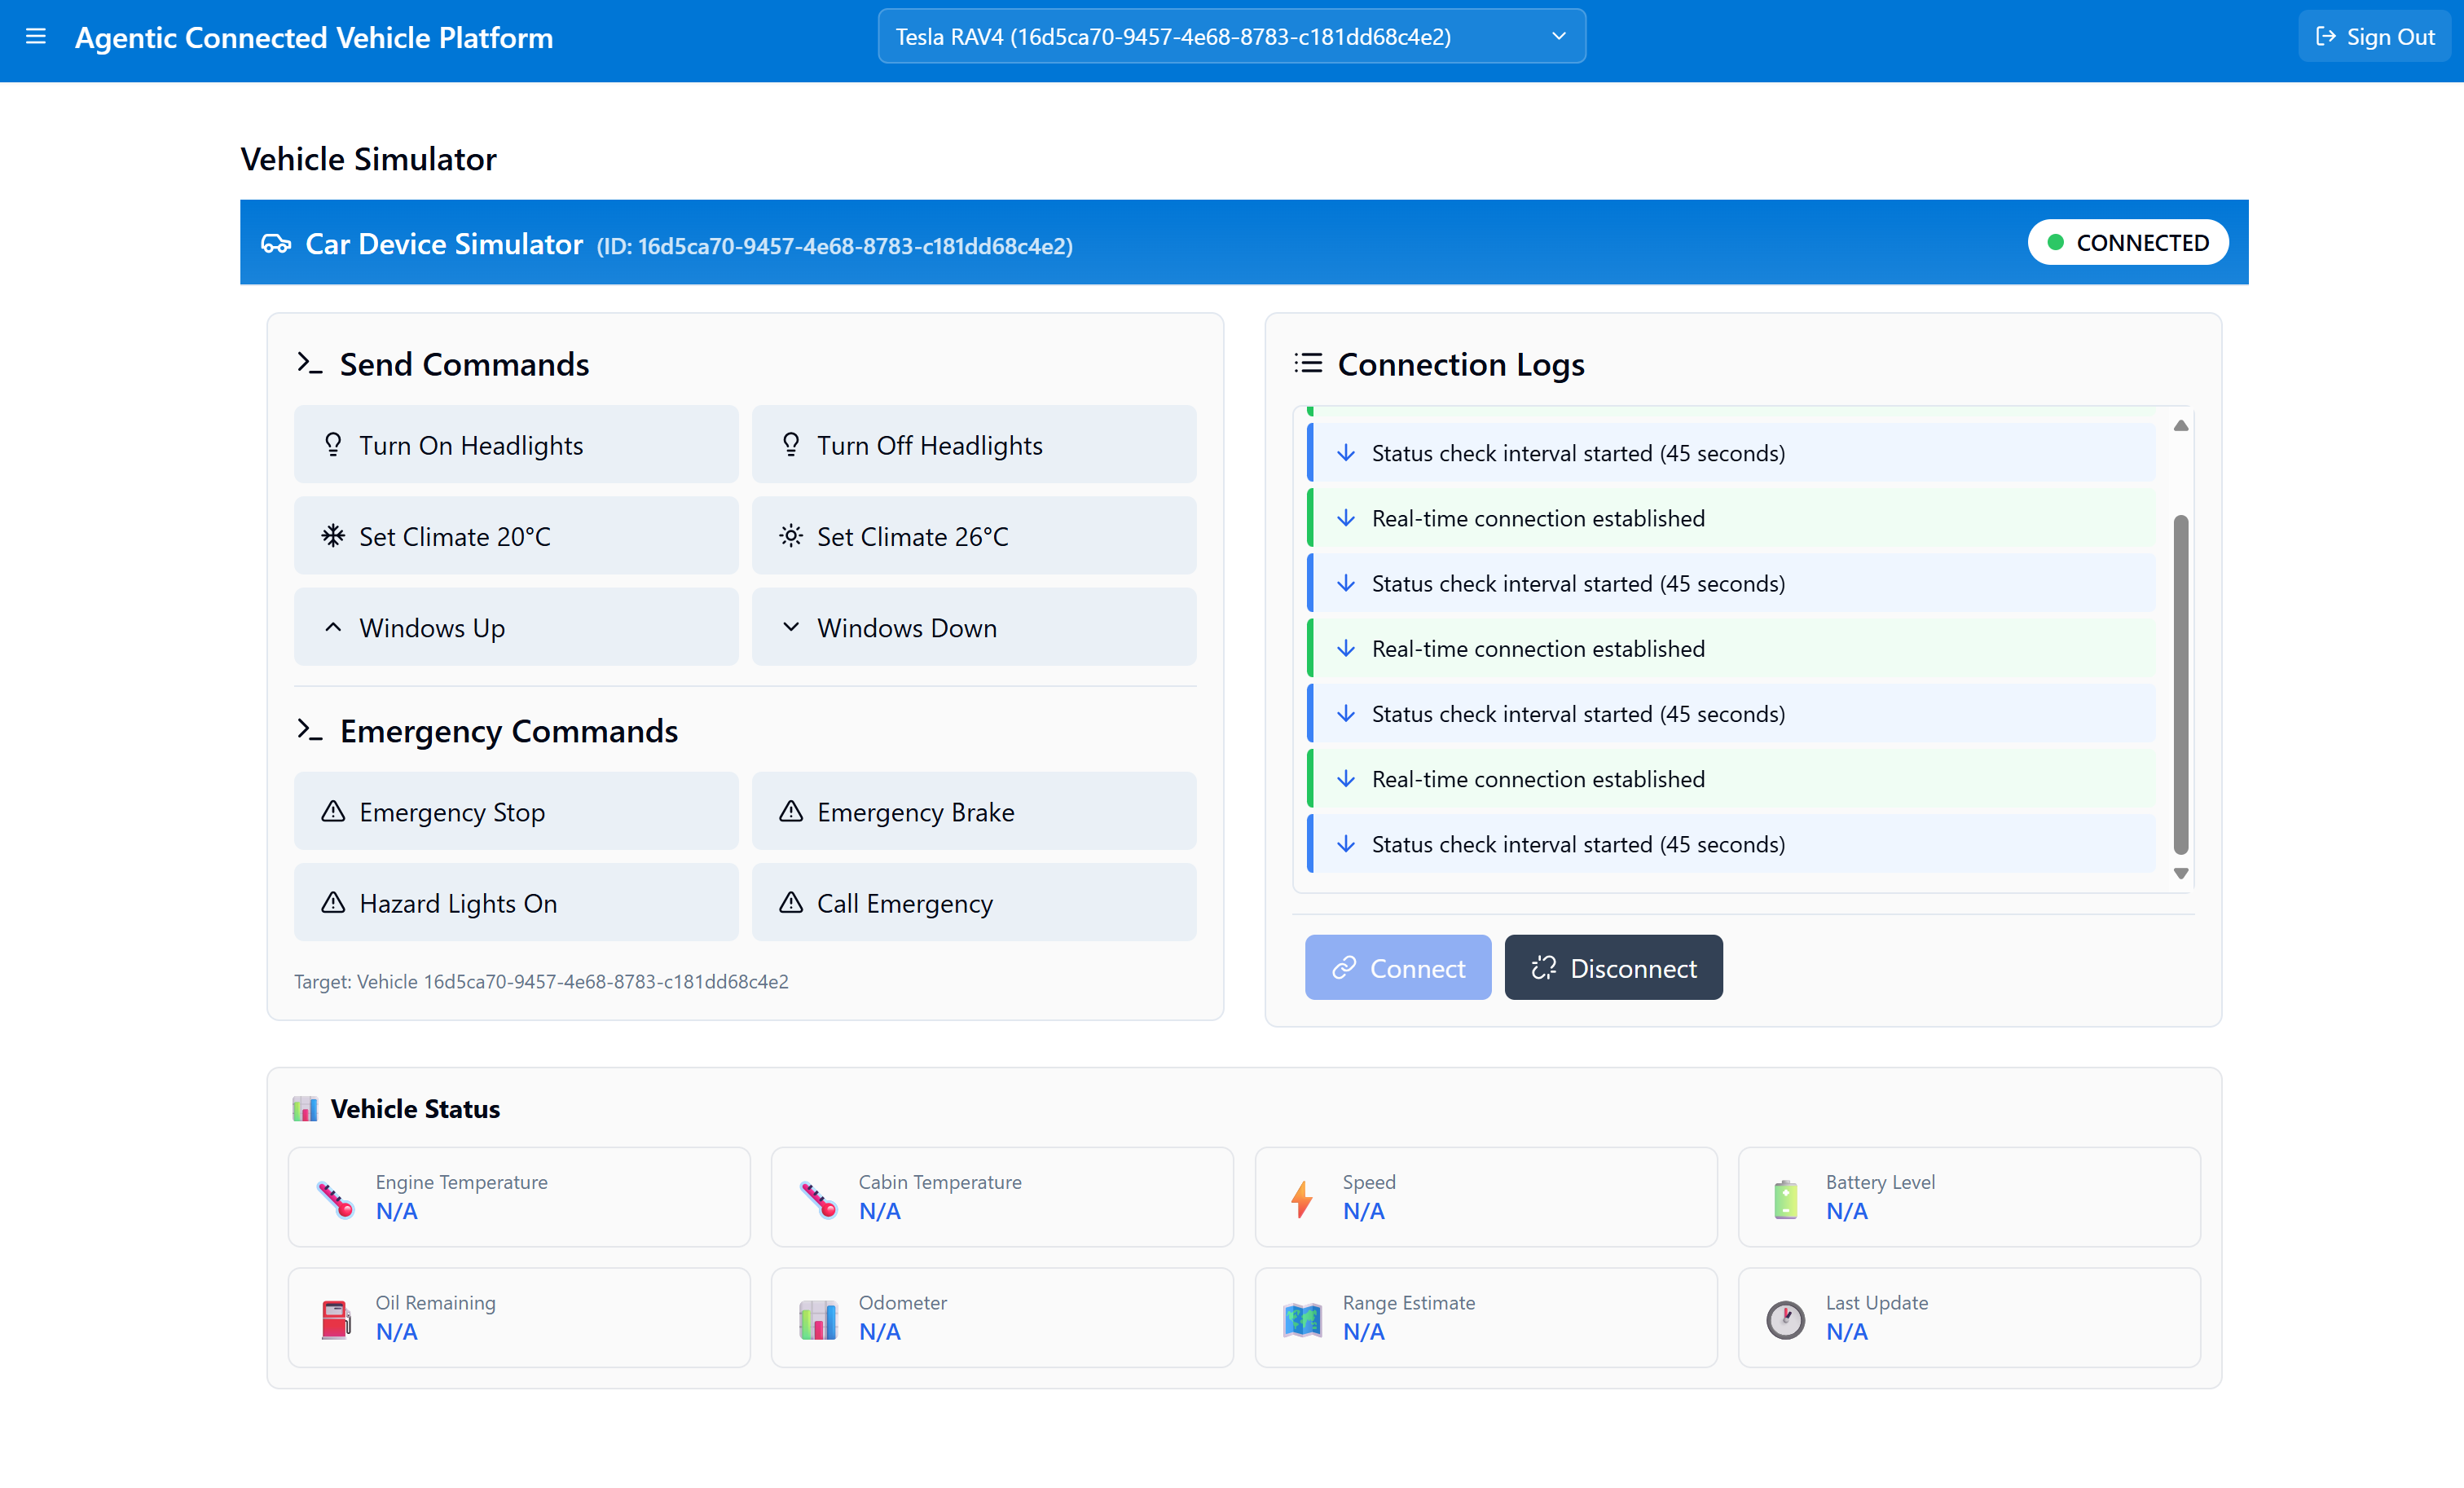 Agentic Connected Vehicle Platform
Tesla RAV4 (16d5ca70-9457-4e68-8783-c181dd68c4e2)
Sign Out
Vehicle Simulator
Car Device Simulator (ID: 16d5ca70-9457-4e68-8783-c181dd68c4e2)
CONNECTED
Send Commands
Turn On Headlights
Turn Off Headlights
Set Climate 20°C
Set Climate 26°C
Windows Up
Windows Down
Emergency Commands
Emergency Stop
Emergency Brake
Hazard Lights On
Call Emergency
Target: Vehicle 16d5ca70-9457-4e68-8783-c181dd68c4e2
Connection Logs
Status check interval started (45 seconds)
Real-time connection established
Status check interval started (45 seconds)
Real-time connection established
Status check interval started (45 seconds)
Real-time connection established
Status check interval started (45 seconds)
Connect
Disconnect
Vehicle Status
Engine Temperature
N/A
Cabin Temperature
N/A
Speed
N/A
Battery Level
N/A
Oil Remaining
N/A
Odometer
N/A
Range Estimate
N/A
Last Update
N/A